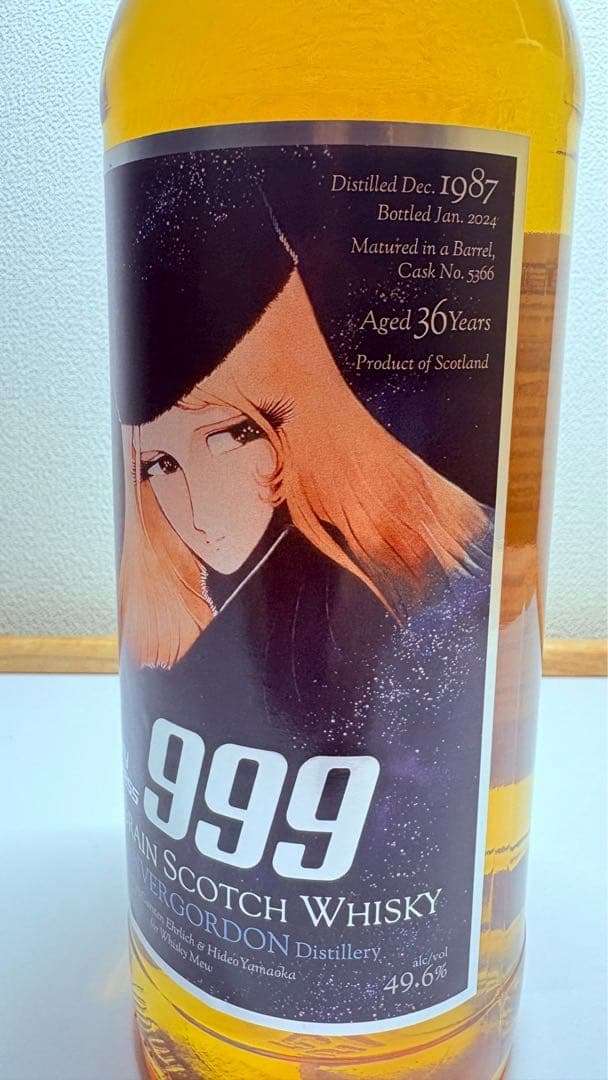 Distilled Dec. 1987
Bottled Jan. 2024
Matured in a Barrel,
Cask No. 5366
Aged 36 Years
Product of Scotland
999
SCOTCH WHISKY
Distillery
Ehrlich & Hideo Yamaoka
Whisky Mew
alc/vol
49.6%